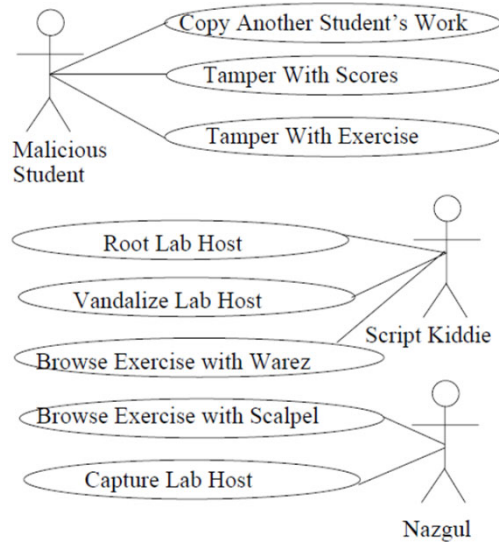 Copy Another Student's Work
Tamper With Scores
Tamper With Exercise
Malicious
Student
Root Lab Host
Vandalize Lab Host
Script Kiddie
Browse Exercise with Warez
Browse Exercise with Scalpel
Capture Lab Host
Nazgul